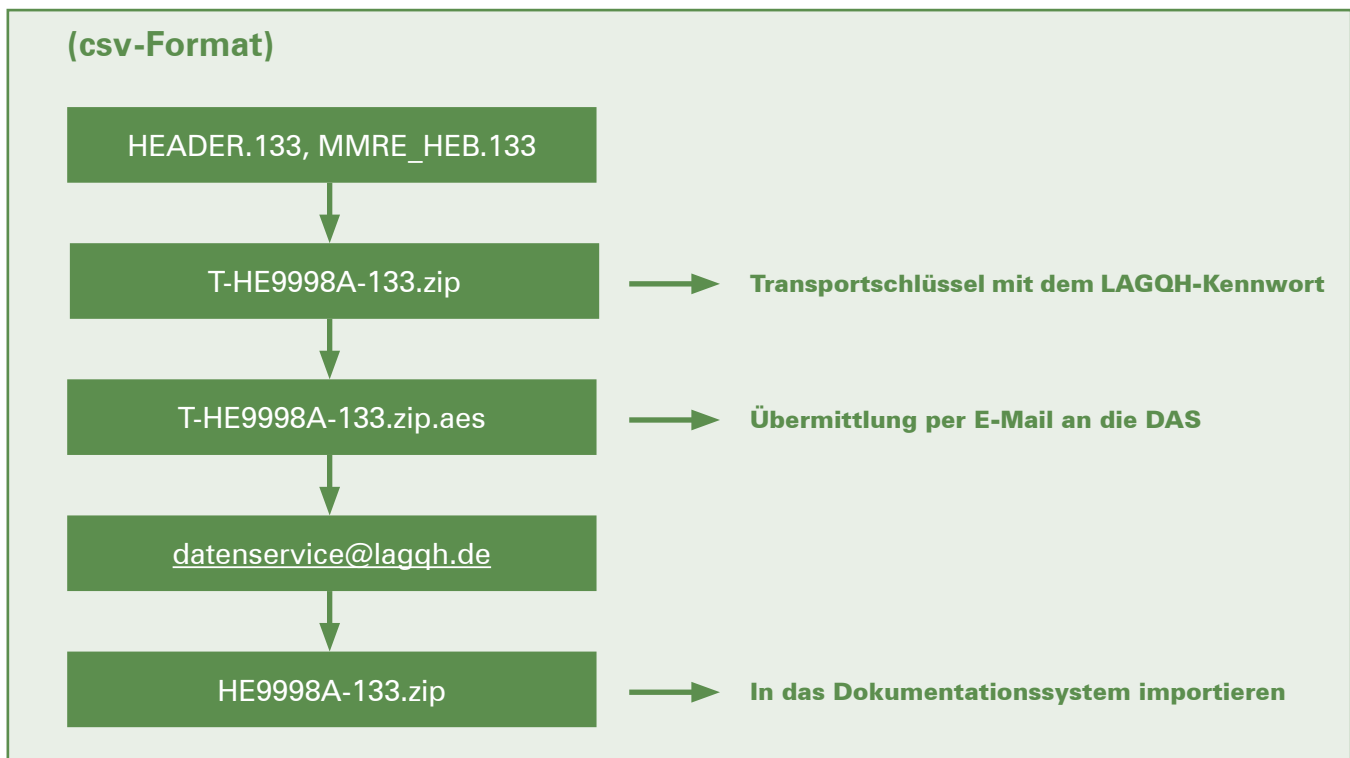 (csv-Format)
HEADER.133, MMRE_HEB.133
T-HE9998A-133.zip
Transportschlüssel mit dem LAGQH-Kennwort
T-HE9998A-133.zip.aes
Übermittlung per E-Mail an die DAS
datenservice@lagqh.de
HE9998A-133.zip
In das Dokumentationssystem importieren